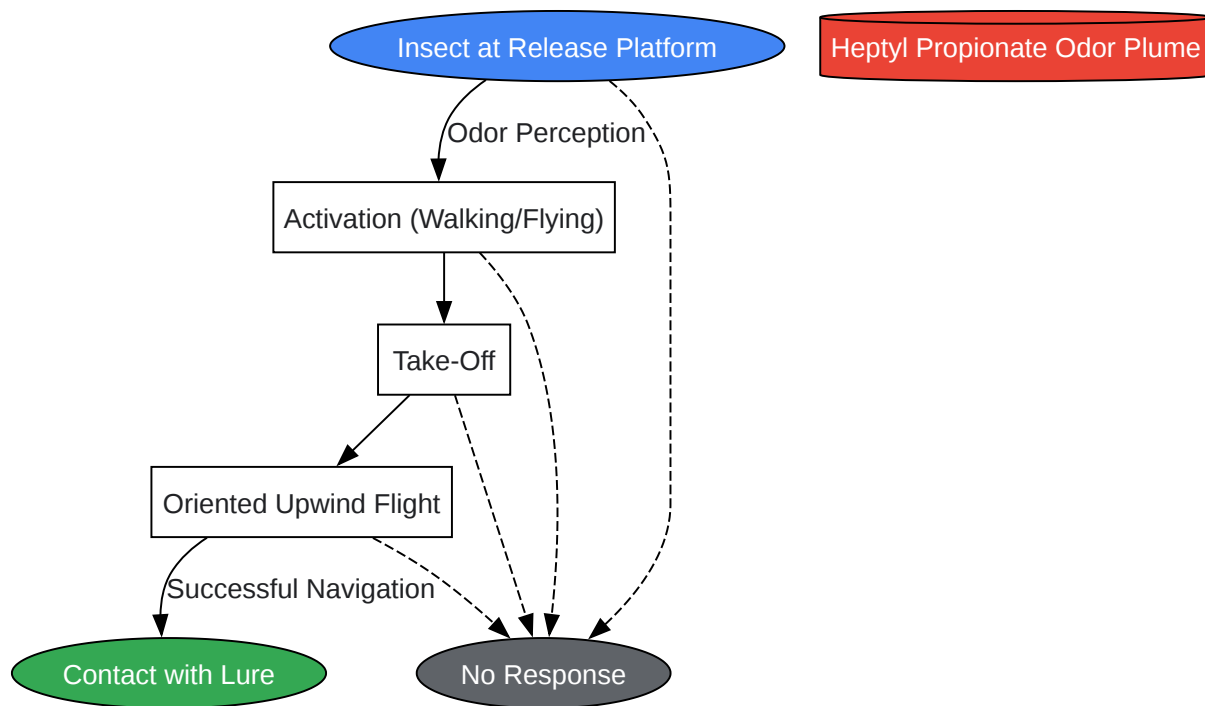 Insect at Release Platform
Heptyl Propionate Odor Plume
Odor Perception
Activation (Walking/Flying)
Take-Off
Oriented Upwind Flight
Successful Navigation
Contact with Lure
No Response